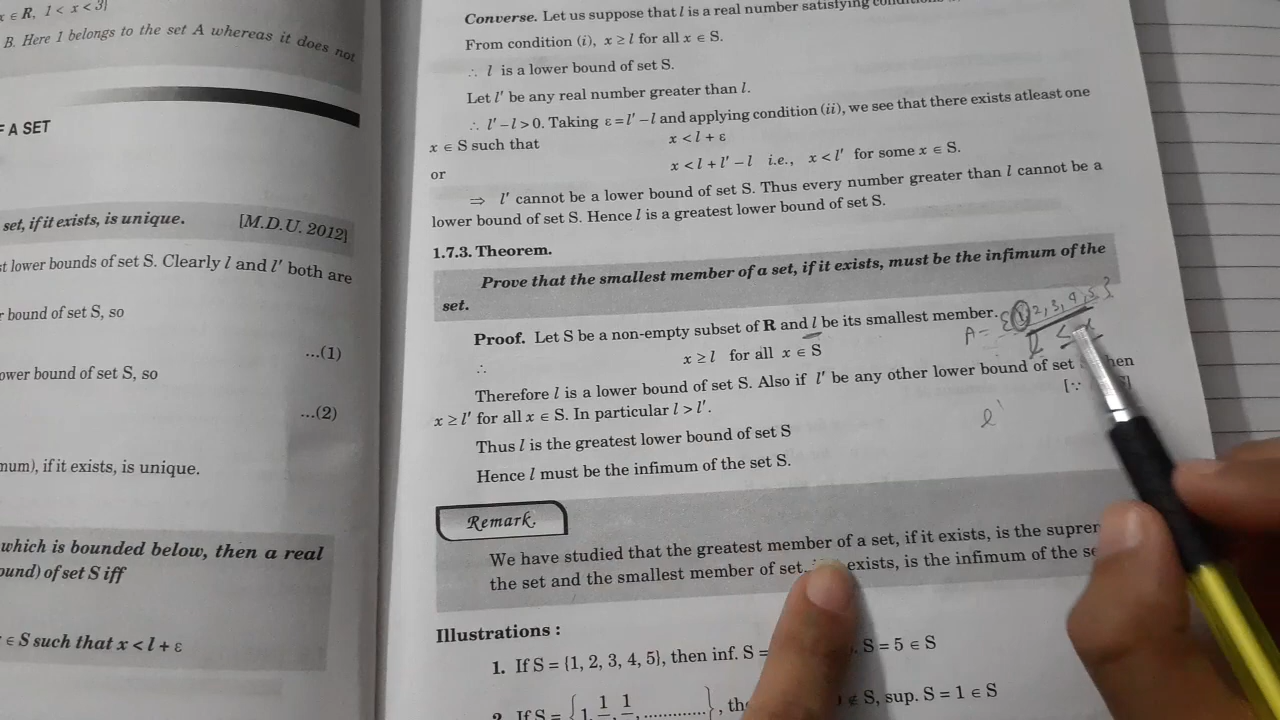 x ∈ R, 1 < x < 3}
B. Here 1 belongs to the set A whereas it does not
F A SET
set, if it exists, is unique. [M.D.U. 2012]
t lower bounds of set S. Clearly l and l' both are
r bound of set S, so
...(1)
ower bound of set S, so
...(2)
num), if it exists, is unique.
which is bounded below, then a real
ound) of set S iff
∈ S such that x < l + ε
Converse. Let us suppose that l is a real number satisfying
From condition (i), x ≥ l for all x ∈ S.
∴ l is a lower bound of set S.
Let l' be any real number greater than l.
∴ l' – l > 0. Taking ε = l' – l and applying condition (ii), we see that there exists atleast one
x ∈ S such that x < l + ε
or x < l + l' – l i.e., x < l' for some x ∈ S.
⇒ l' cannot be a lower bound of set S. Thus every number greater than l cannot be a
lower bound of set S. Hence l is a greatest lower bound of set S.
1.7.3. Theorem.
Prove that the smallest member of a set, if it exists, must be the infimum of the
set.
Proof. Let S be a non-empty subset of R and l be its smallest member.
A = {1, 2, 3, 4, 5}
l ≤ x
∴ x ≥ l for all x ∈ S
Therefore l is a lower bound of set S. Also if l' be any other lower bound of set
x ≥ l' for all x ∈ S. In particular l > l'. [∵
l'
Thus l is the greatest lower bound of set S
Hence l must be the infimum of the set S.
Remark.
We have studied that the greatest member of a set, if it exists, is the suprem
the set and the smallest member of set, exists, is the infimum of the se
Illustrations :
1. If S = {1, 2, 3, 4, 5}, then inf. S = . S = 5 ∈ S
2. If S = {1, 1 1 ............}, the ∉ S, sup. S = 1 ∈ S